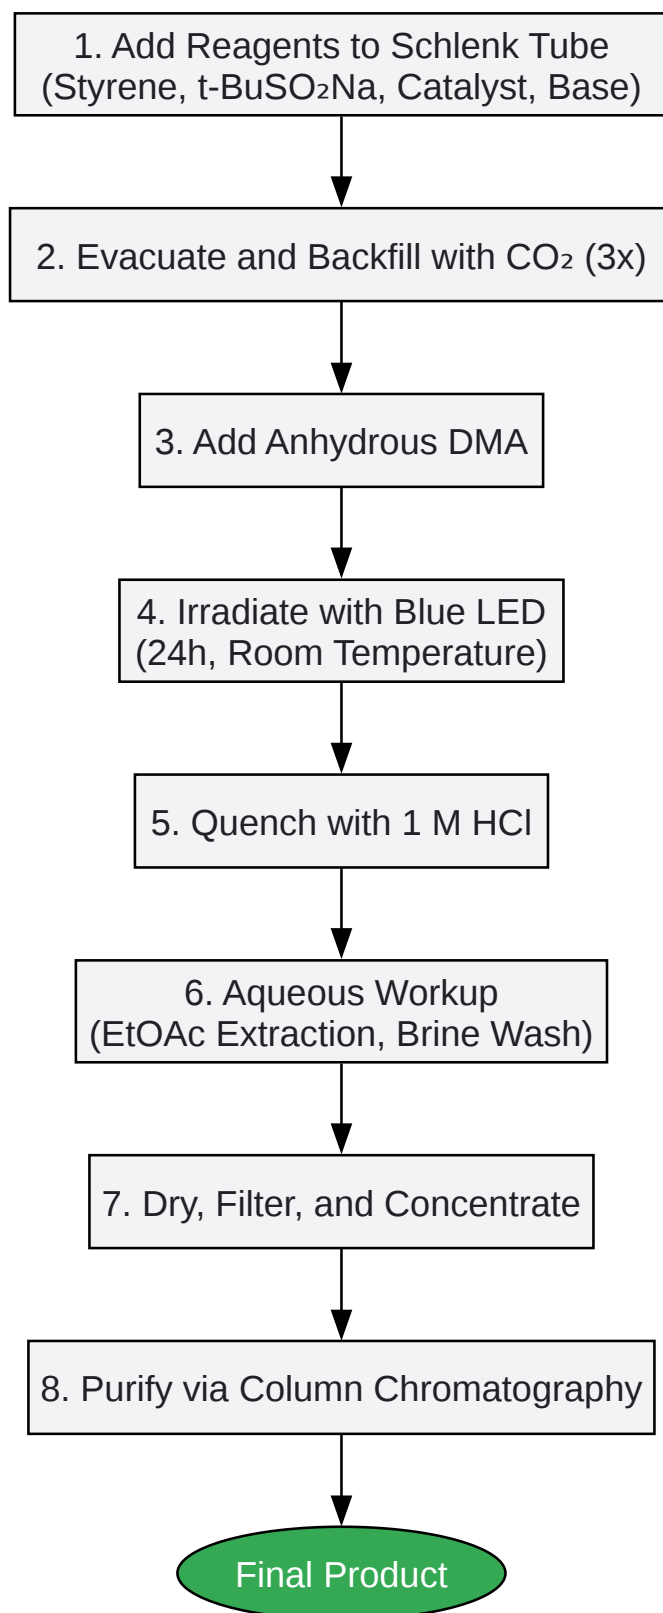 1. Add Reagents to Schlenk Tube
(Styrene, t-BuSO₂Na, Catalyst, Base)
2. Evacuate and Backfill with CO₂ (3x)
3. Add Anhydrous DMA
4. Irradiate with Blue LED
(24h, Room Temperature)
5. Quench with 1 M HCl
6. Aqueous Workup
(EtOAc Extraction, Brine Wash)
7. Dry, Filter, and Concentrate
8. Purify via Column Chromatography
Final Product